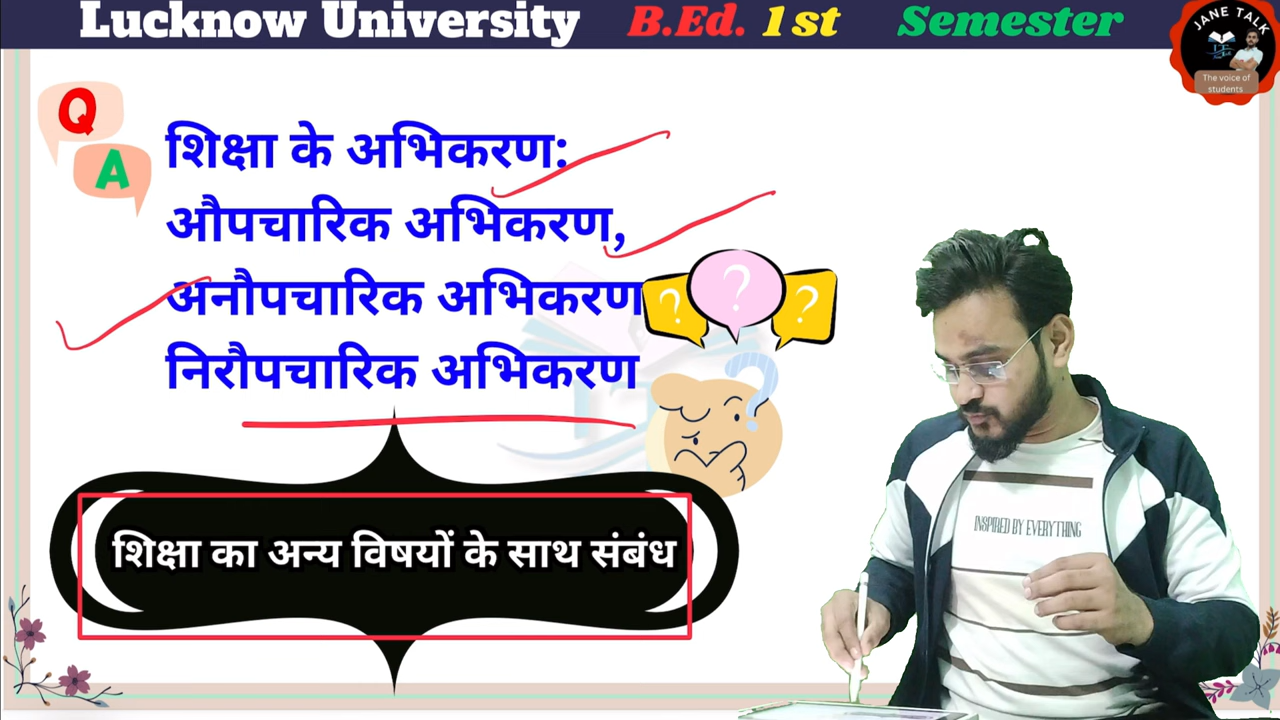 Lucknow University B.Ed. 1st Semester
JANE TALK
The voice of
students
Q
A
शिक्षा के अभिकरण:
औपचारिक अभिकरण,
अनौपचारिक अभिकरण
निरौपचारिक अभिकरण
? ? ?
?
शिक्षा का अन्य विषयों के साथ संबंध
INSPIRED BY EVERYTHING